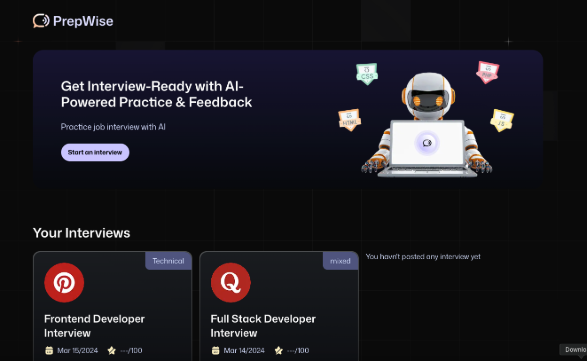 PrepWise
Get Interview-Ready with AI-
Powered Practice & Feedback
Practice job interview with AI
Start an interview
CSS
HTML
JS
Your Interviews
Technical
mixed
You havn't posted any interview yet
Frontend Developer
Interview
Full Stack Developer
Interview
Mar 15/2024
---/100
Mar 14/2024
---/100